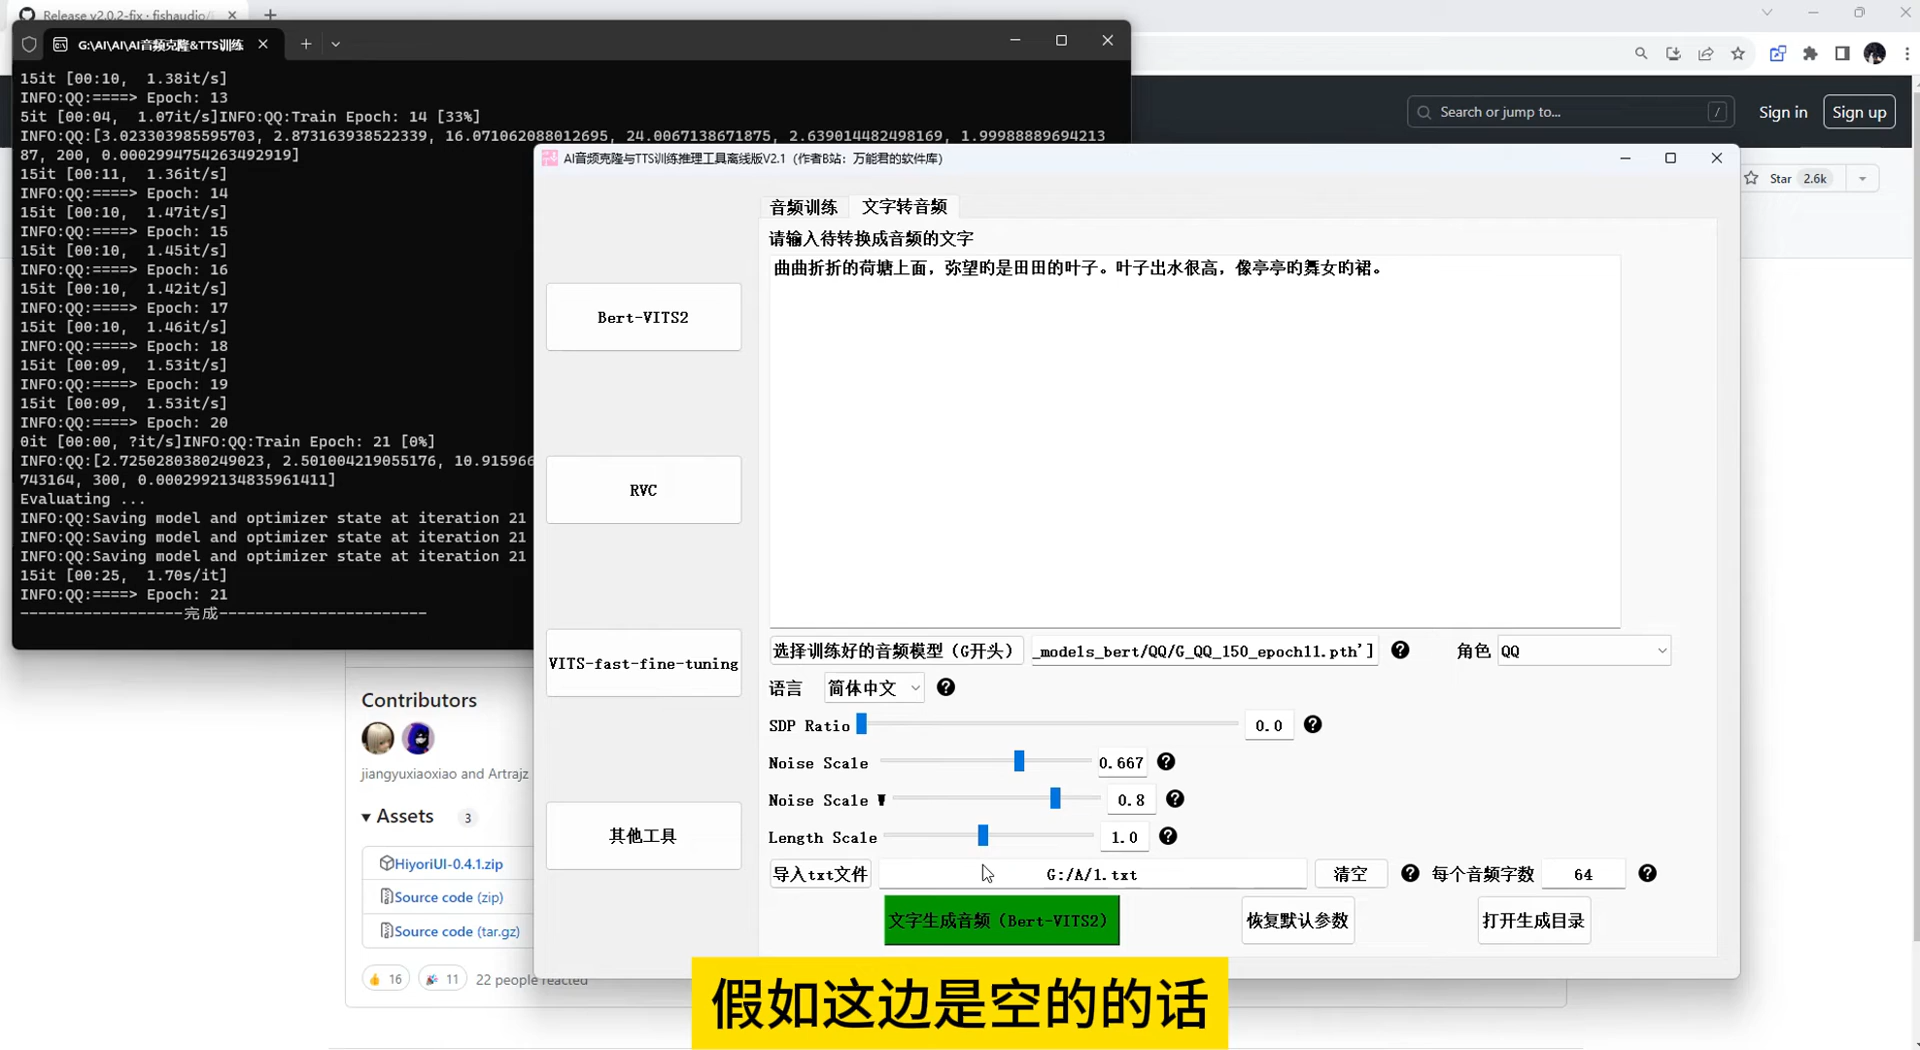 Release v2.0.2-fix · fishaudio/
G:\AI\AI\AI音频克隆&TTS训练
15it [00:10,  1.38it/s]
INFO:QQ:====> Epoch: 13
5it [00:04,  1.07it/s]INFO:QQ:Train Epoch: 14 [33%]
INFO:QQ:[3.023303985595703, 2.873163938522339, 16.071062088012695, 24.0067138671875, 2.639014482498169, 1.99988889694213
87, 200, 0.0002994754263492919]
15it [00:11,  1.36it/s]
INFO:QQ:====> Epoch: 14
15it [00:10,  1.47it/s]
INFO:QQ:====> Epoch: 15
15it [00:10,  1.45it/s]
INFO:QQ:====> Epoch: 16
15it [00:10,  1.42it/s]
INFO:QQ:====> Epoch: 17
15it [00:10,  1.46it/s]
INFO:QQ:====> Epoch: 18
15it [00:09,  1.53it/s]
INFO:QQ:====> Epoch: 19
15it [00:09,  1.53it/s]
INFO:QQ:====> Epoch: 20
0it [00:00, ?it/s]INFO:QQ:Train Epoch: 21 [0%]
INFO:QQ:[2.7250280380249023, 2.501004219055176, 10.915966
743164, 300, 0.0002992134835961411]
Evaluating ...
INFO:QQ:Saving model and optimizer state at iteration 21
INFO:QQ:Saving model and optimizer state at iteration 21
INFO:QQ:Saving model and optimizer state at iteration 21
15it [00:25,  1.70s/it]
INFO:QQ:====> Epoch: 21
------------------完成-----------------------
Search or jump to... /
Sign in
Sign up
Star 2.6k
AI音频克隆与TTS训练推理工具离线版V2.1（作者B站：万能君的软件库）
音频训练
文字转音频
请输入待转换成音频的文字
曲曲折折的荷塘上面，弥望的是田田的叶子。叶子出水很高，像亭亭的舞女的裙。
Bert-VITS2
RVC
VITS-fast-fine-tuning
其他工具
选择训练好的音频模型（G开头）
_models_bert/QQ/G_QQ_150_epoch11.pth']
角色 QQ
语言 简体中文
SDP Ratio 0.0
Noise Scale 0.667
Noise Scale W 0.8
Length Scale 1.0
导入txt文件
G:/A/1.txt
清空
每个音频字数 64
文字生成音频（Bert-VITS2）
恢复默认参数
打开生成目录
Contributors
jiangyuxiaoxiao and Artrajz
Assets 3
HiyoriUI-0.4.1.zip
Source code (zip)
Source code (tar.gz)
16
11
22 people reacted
假如这边是空的的话